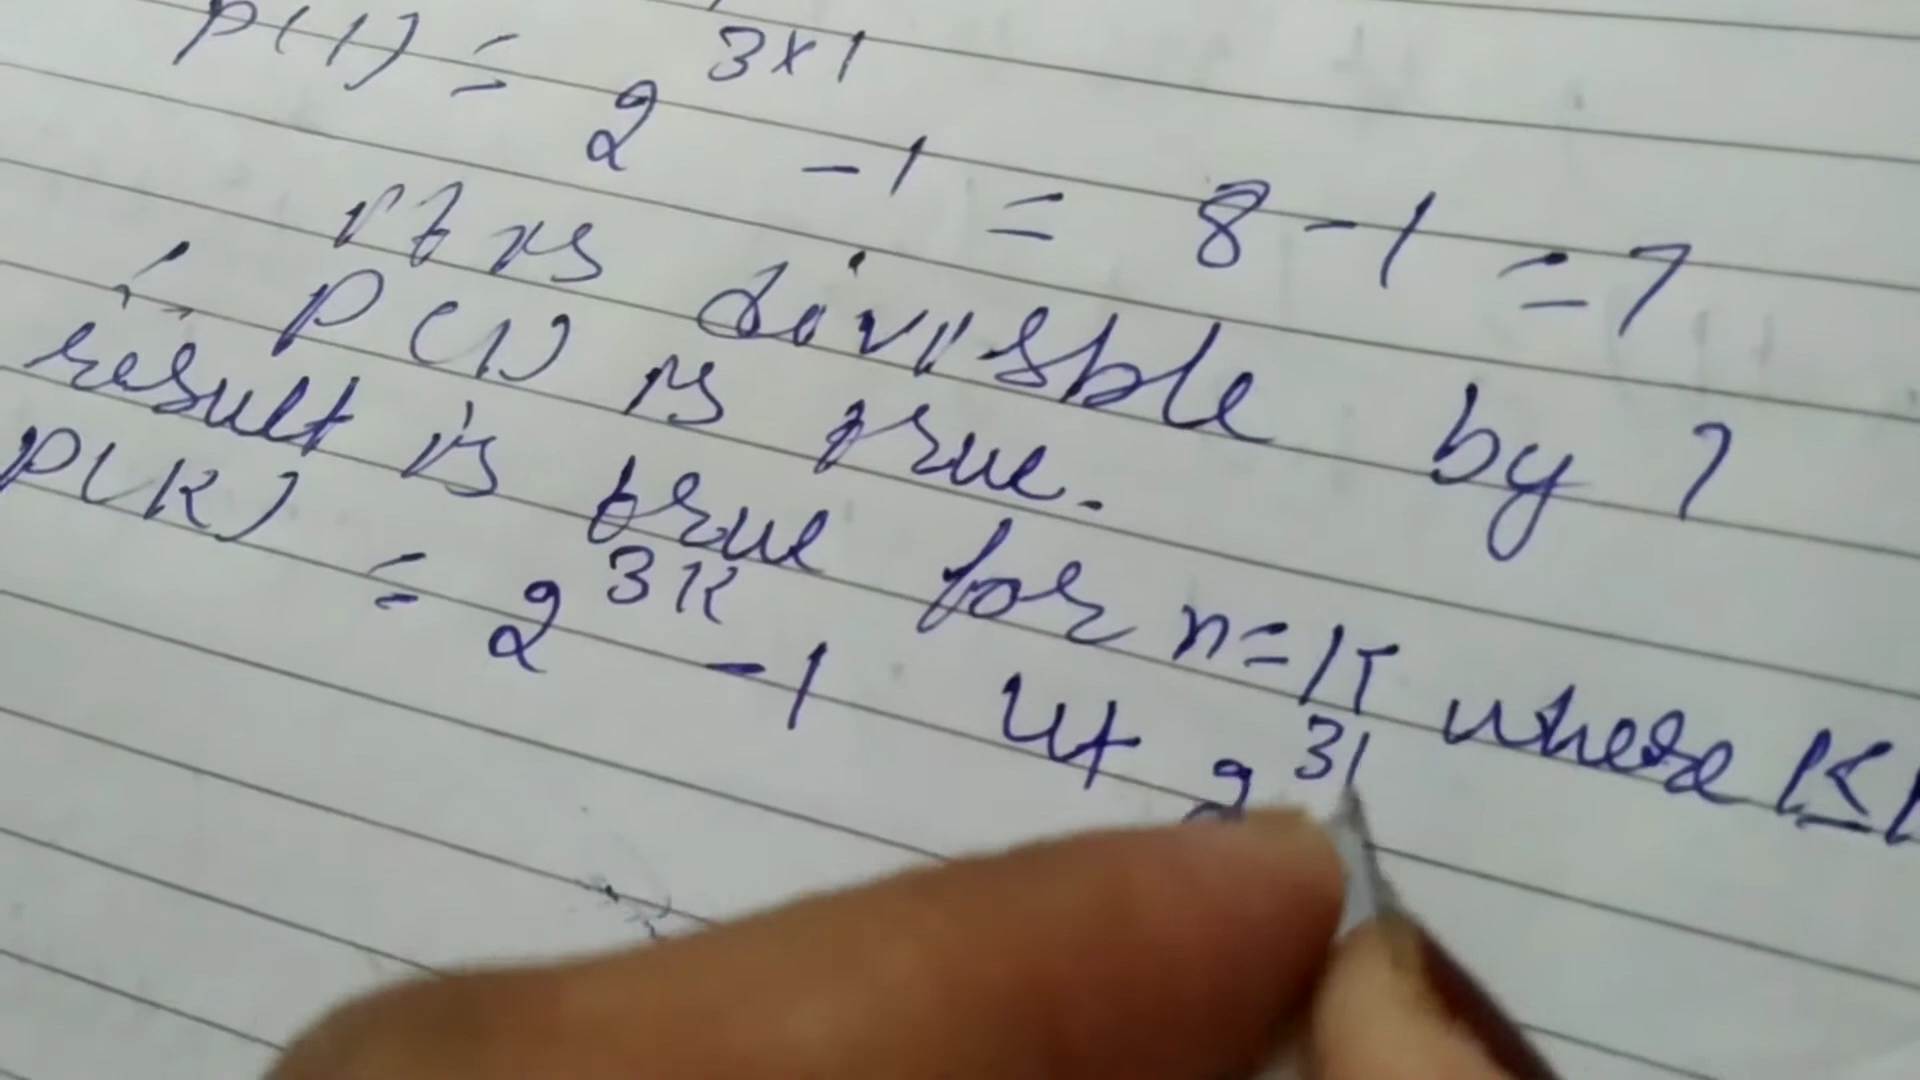 P(1) = 2^{3×1} - 1 = 8 - 1 = 7
it is divisble by 7
∴ P(1) is true.
result is true for n = K where K
P(K) = 2^{3K} - 1 let 2^{3